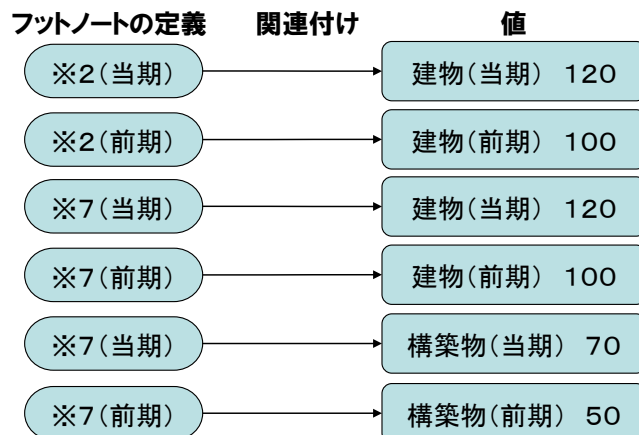 フットノートの定義 関連付け 値
※2(当期) 建物(当期) 120
※2(前期) 建物(前期) 100
※7(当期) 建物(当期) 120
※7(前期) 建物(前期) 100
※7(当期) 構築物(当期) 70
※7(前期) 構築物(前期) 50